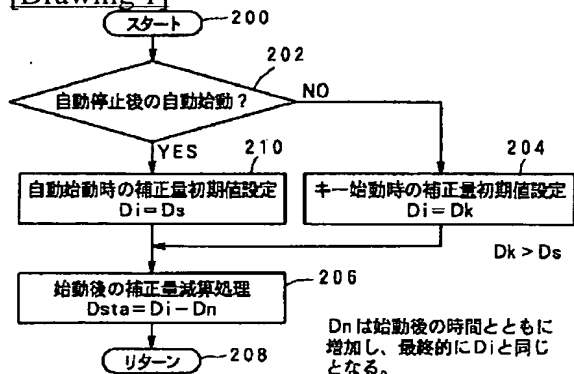 [Drawing 1]
スタート
200
202
自動停止後の自動始動?
NO
YES
210
204
自動始動時の補正量初期値設定
Di=Ds
キー始動時の補正量初期値設定
Di=Dk
Dk>Ds
206
始動後の補正量減算処理
Dsta=Di-Dn
Dnは始動後の時間とともに
増加し、最終的にDiと同じ
となる。
リターン
208